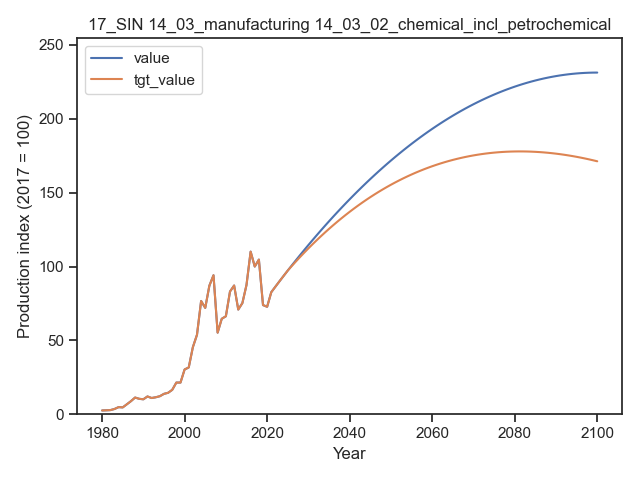 17_SIN 14_03_manufacturing 14_03_02_chemical_incl_petrochemical
250
200
150
100
50
0
Production index (2017 = 100)
value
tgt_value
1980
2000
2020
2040
2060
2080
2100
Year